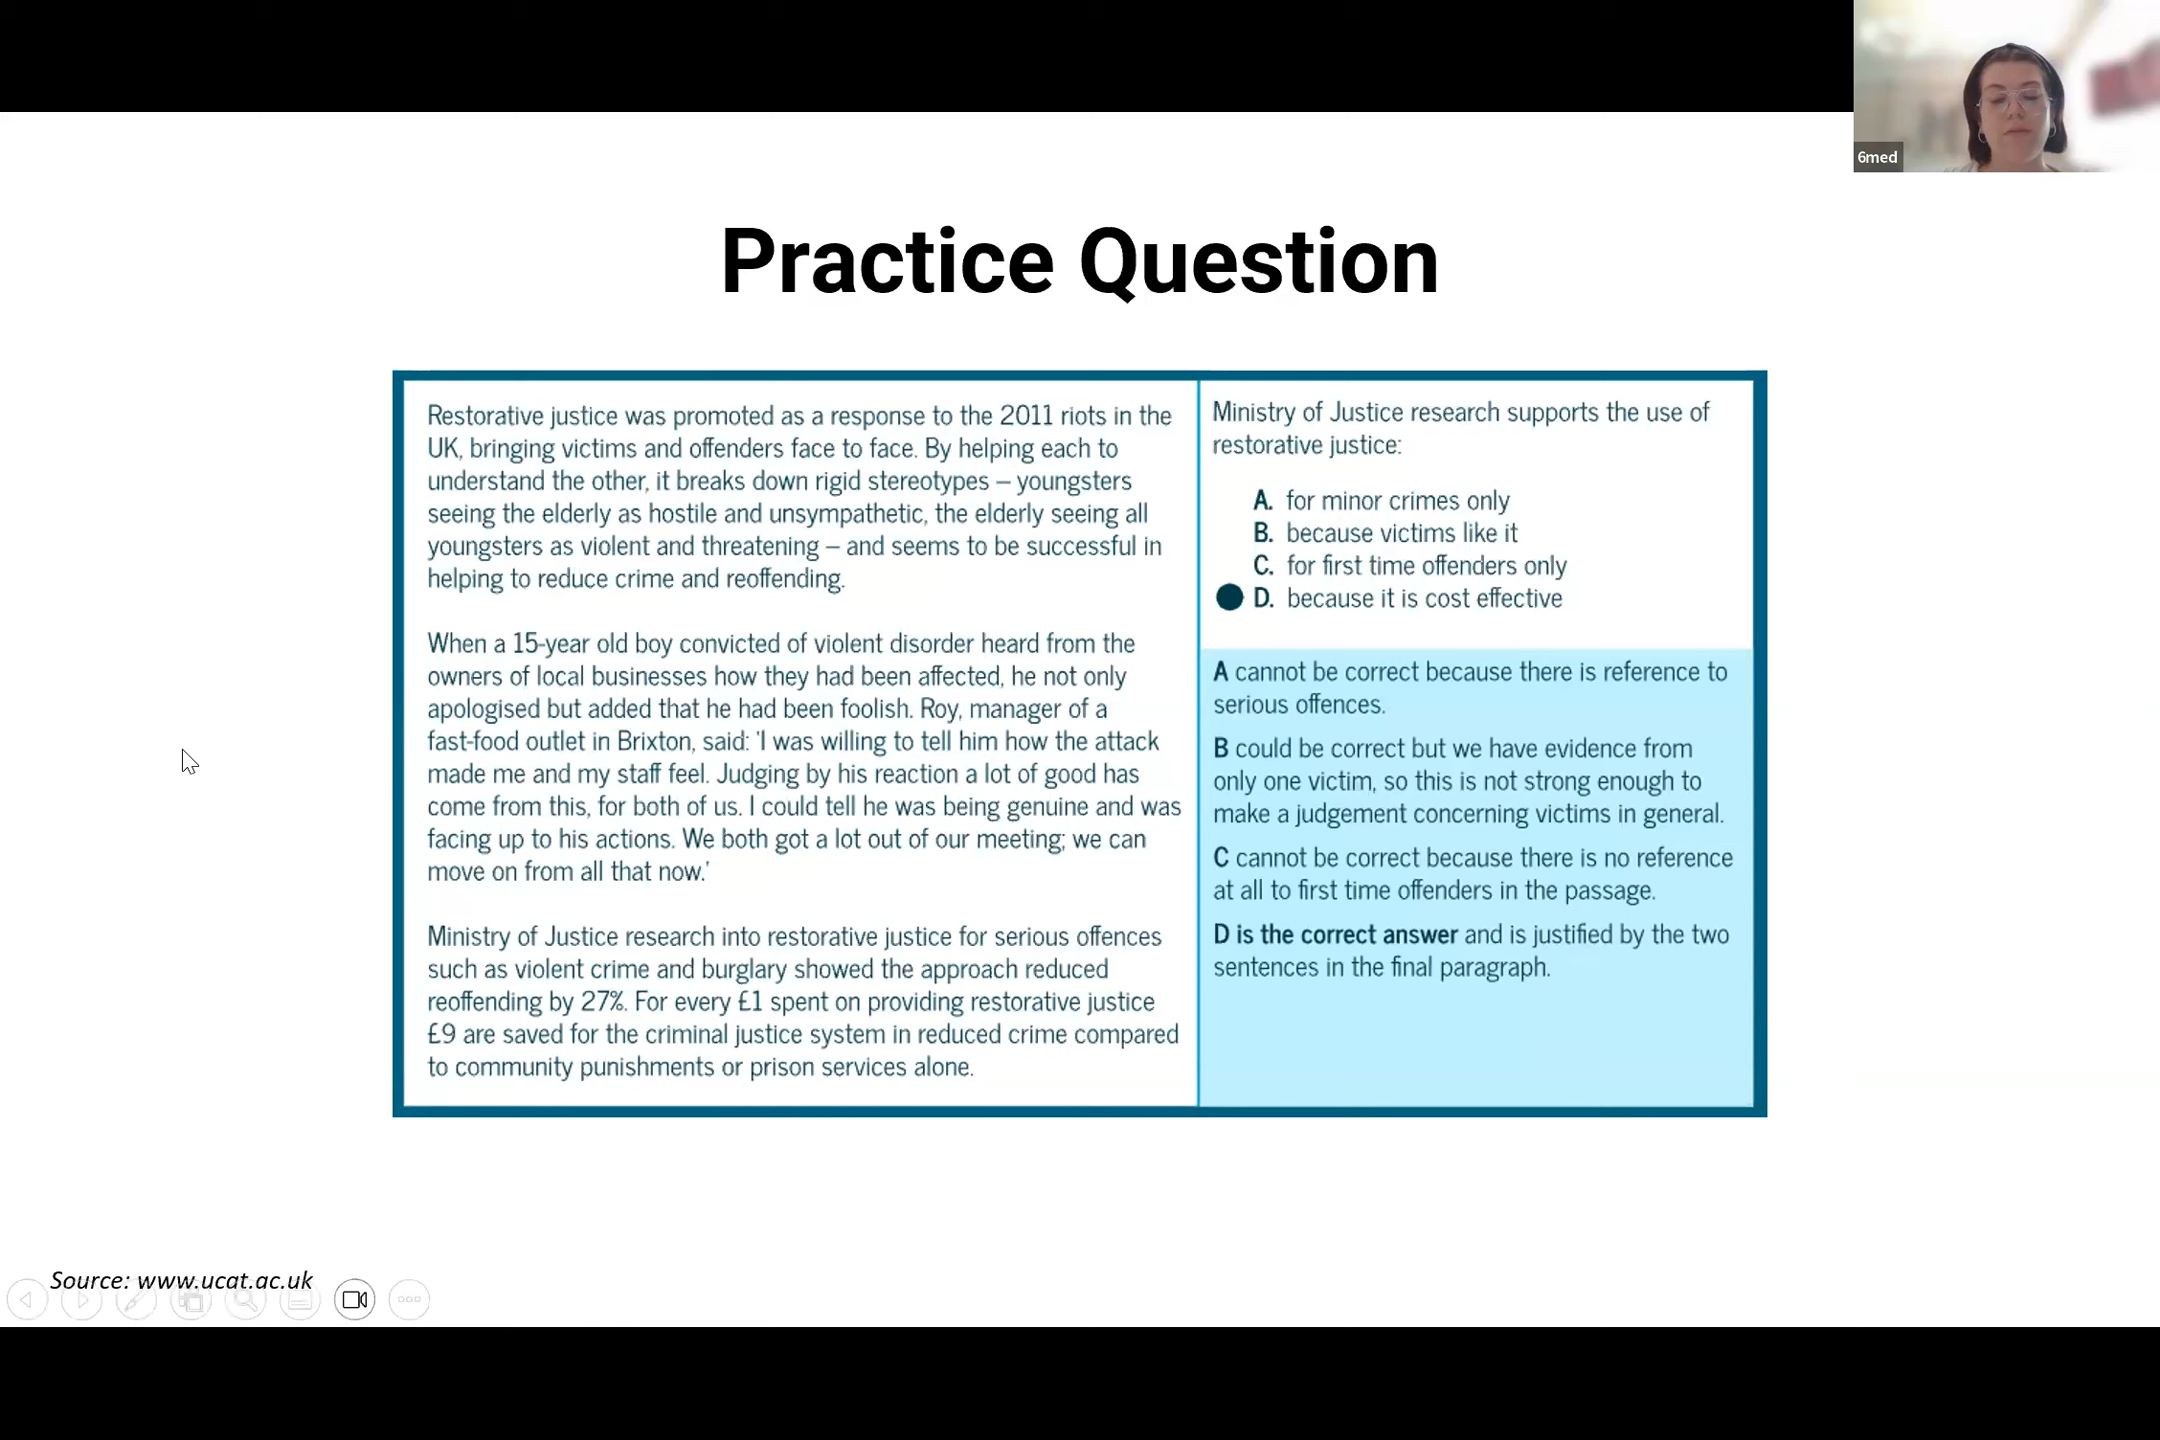 6med
Practice Question
Restorative justice was promoted as a response to the 2011 riots in the
UK, bringing victims and offenders face to face. By helping each to
understand the other, it breaks down rigid stereotypes – youngsters
seeing the elderly as hostile and unsympathetic, the elderly seeing all
youngsters as violent and threatening – and seems to be successful in
helping to reduce crime and reoffending.
When a 15-year old boy convicted of violent disorder heard from the
owners of local businesses how they had been affected, he not only
apologised but added that he had been foolish. Roy, manager of a
fast-food outlet in Brixton, said: 'I was willing to tell him how the attack
made me and my staff feel. Judging by his reaction a lot of good has
come from this, for both of us. I could tell he was being genuine and was
facing up to his actions. We both got a lot out of our meeting; we can
move on from all that now.'
Ministry of Justice research into restorative justice for serious offences
such as violent crime and burglary showed the approach reduced
reoffending by 27%. For every £1 spent on providing restorative justice
£9 are saved for the criminal justice system in reduced crime compared
to community punishments or prison services alone.
Ministry of Justice research supports the use of
restorative justice:
A. for minor crimes only
B. because victims like it
C. for first time offenders only
D. because it is cost effective
A cannot be correct because there is reference to
serious offences.
B could be correct but we have evidence from
only one victim, so this is not strong enough to
make a judgement concerning victims in general.
C cannot be correct because there is no reference
at all to first time offenders in the passage.
D is the correct answer and is justified by the two
sentences in the final paragraph.
Source: www.ucat.ac.uk